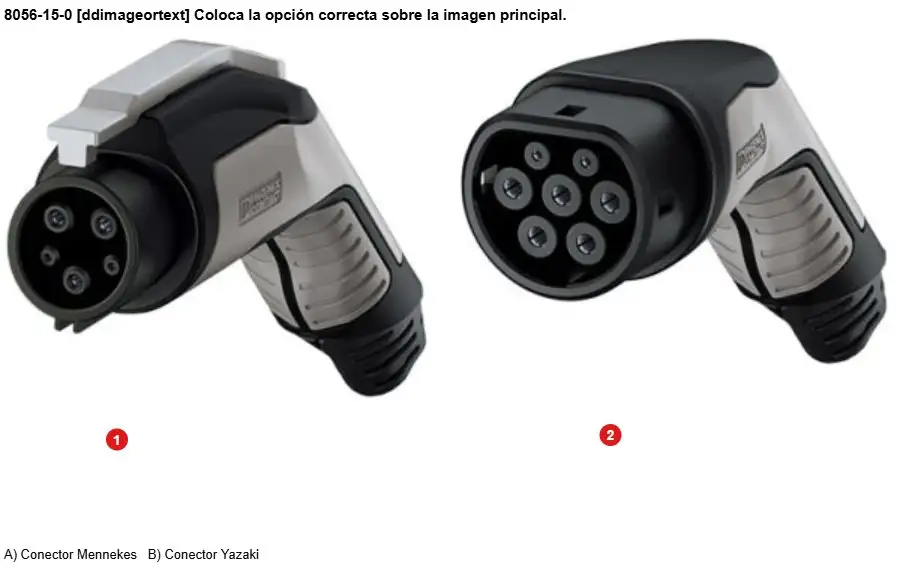 8056-15-0 [ddimageortext] Coloca la opción correcta sobre la imagen principal.
1
2
A) Conector Mennekes   B) Conector Yazaki